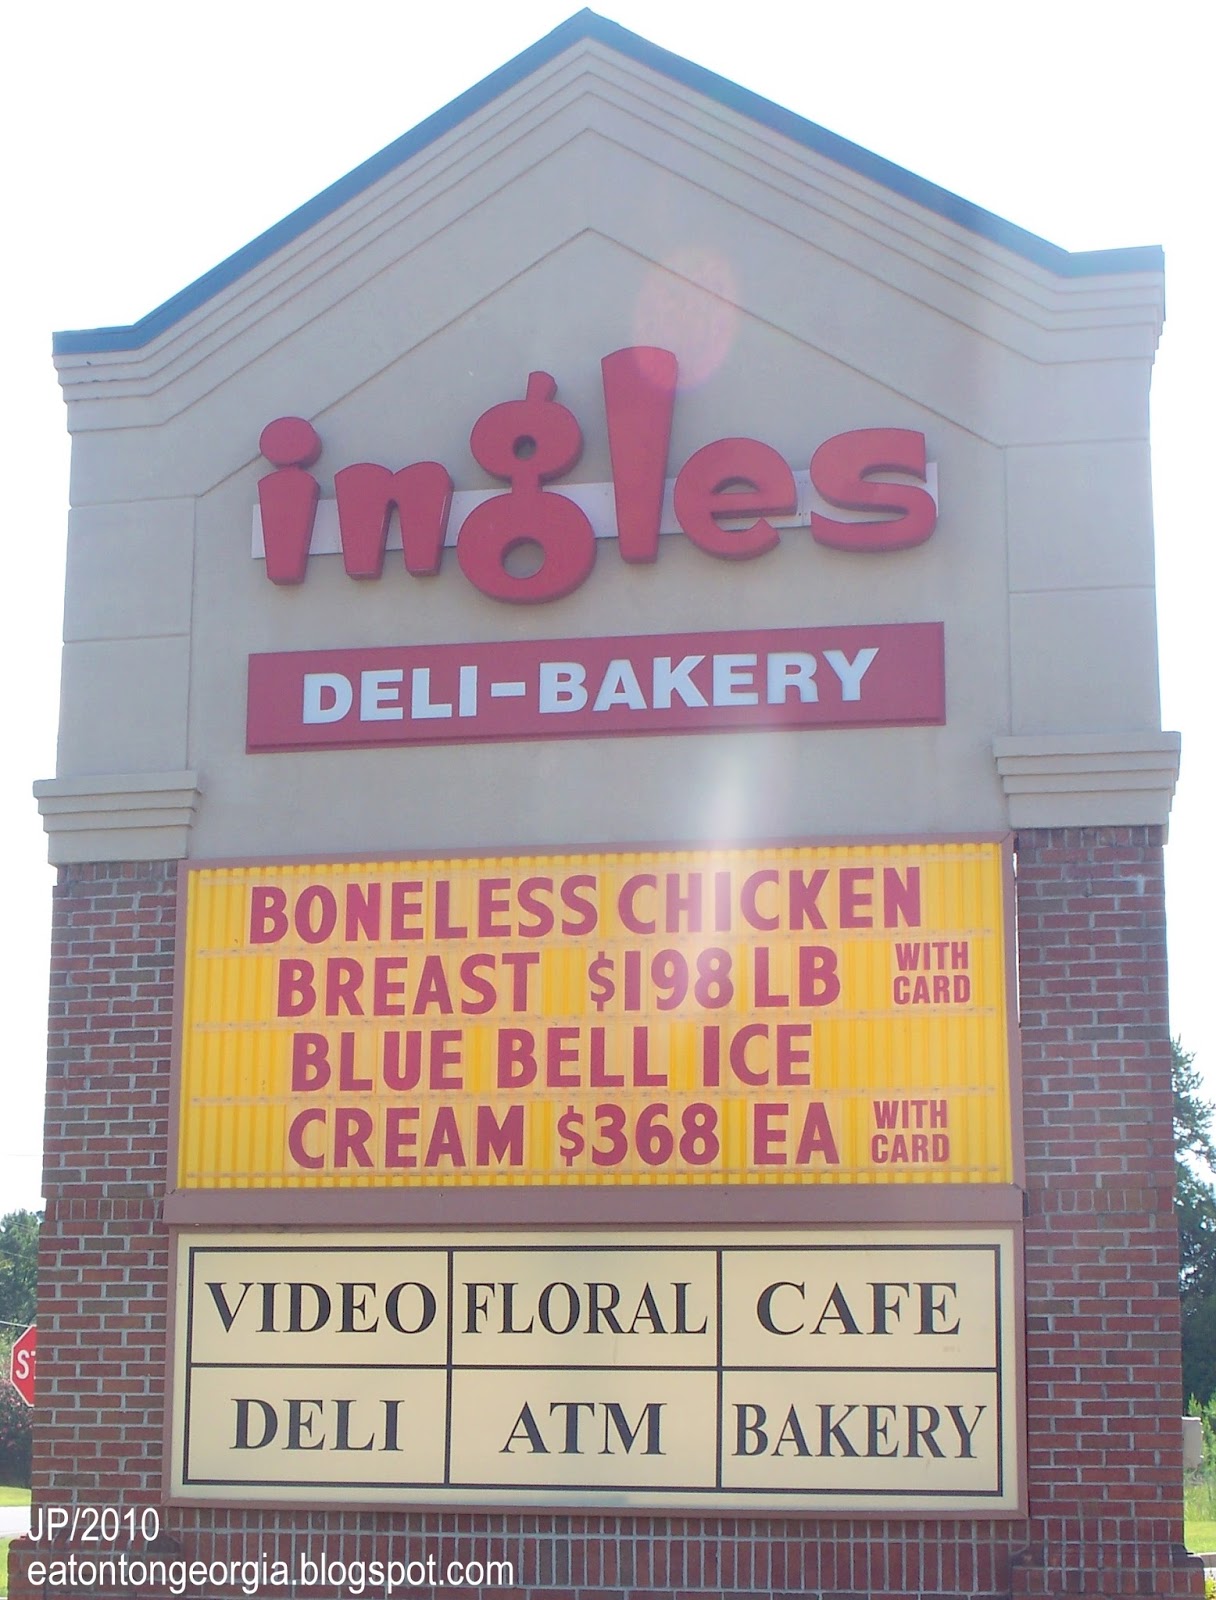 ingles
DELI-BAKERY
BONELESS CHICKEN
BREAST $198 LB WITH CARD
BLUE BELL ICE
CREAM $368 EA WITH CARD
VIDEO FLORAL CAFE
DELI ATM BAKERY
JP/2010
eatontongeorgia.blogspot.com